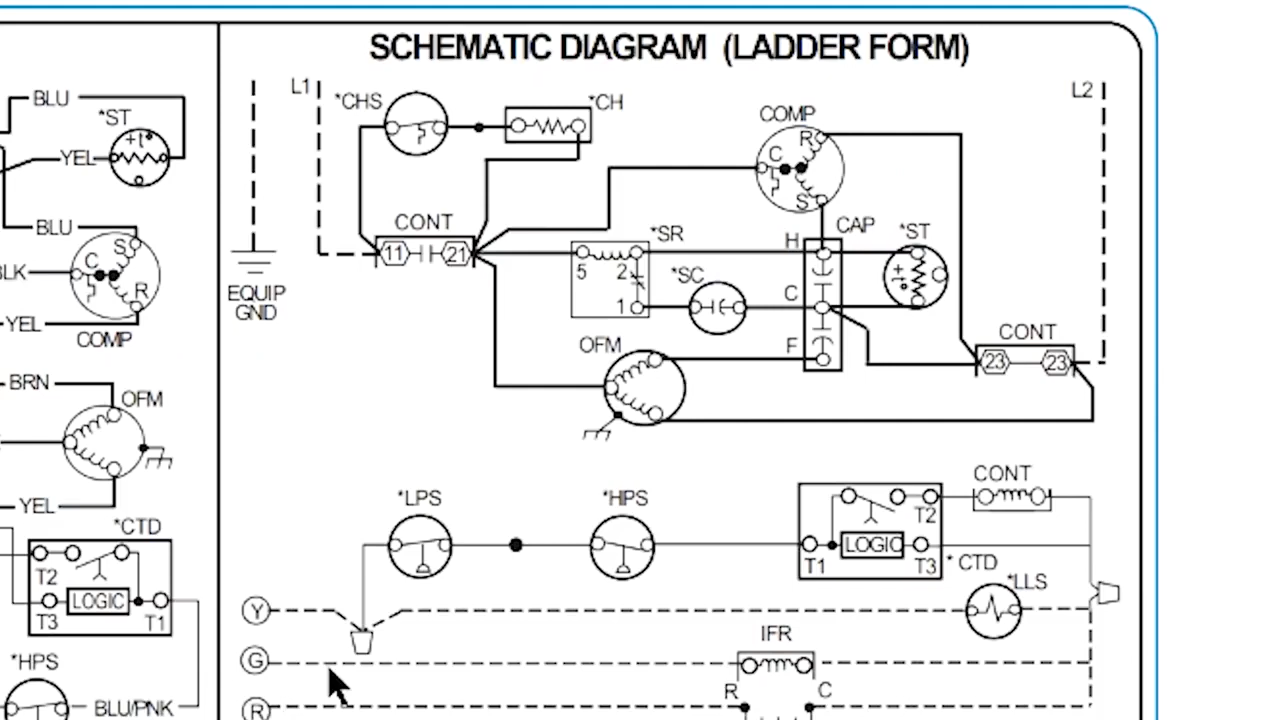 SCHEMATIC DIAGRAM (LADDER FORM)
BLU
*ST
+t°
YEL
BLU
S
C
BLK
R
YEL
COMP
BRN
OFM
YEL
*CTD
T2
LOGIC
T3
T1
*HPS
BLU/PNK
L1
*CHS
*CH
COMP
L2
R
C
S
CONT
11
21
EQUIP
GND
*SR
5
2
1
*SC
CAP
H
C
F
*ST
+t°
OFM
CONT
23
23
*LPS
*HPS
CONT
T2
LOGIC
T1
T3
* CTD
*LLS
Y
IFR
G
R
C
R